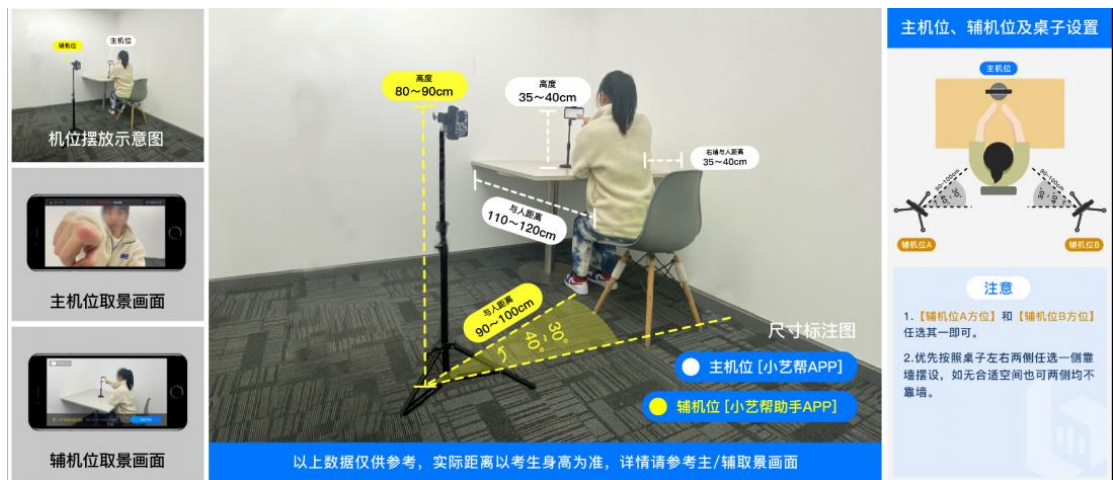 辅机位
主机位
机位摆放示意图
主机位取景画面
辅机位取景画面
高度
80～90cm
高度
35～40cm
右墙与人距离
35～40cm
与人距离
110～120cm
与人距离
90～100cm
30°
~
40°
尺寸标注图
主机位 [小艺帮APP]
辅机位 [小艺帮助手APP]
以上数据仅供参考，实际距离以考生身高为准，详情请参考主/辅取景画面
主机位、辅机位及桌子设置
主机位
90~100cm
90~100cm
辅机位A
辅机位B
注意
1.【辅机位A方位】和【辅机位B方位】
任选其一即可。
2.优先按照桌子左右两侧任选一侧靠
墙摆设，如无合适空间也可两侧均不
靠墙。